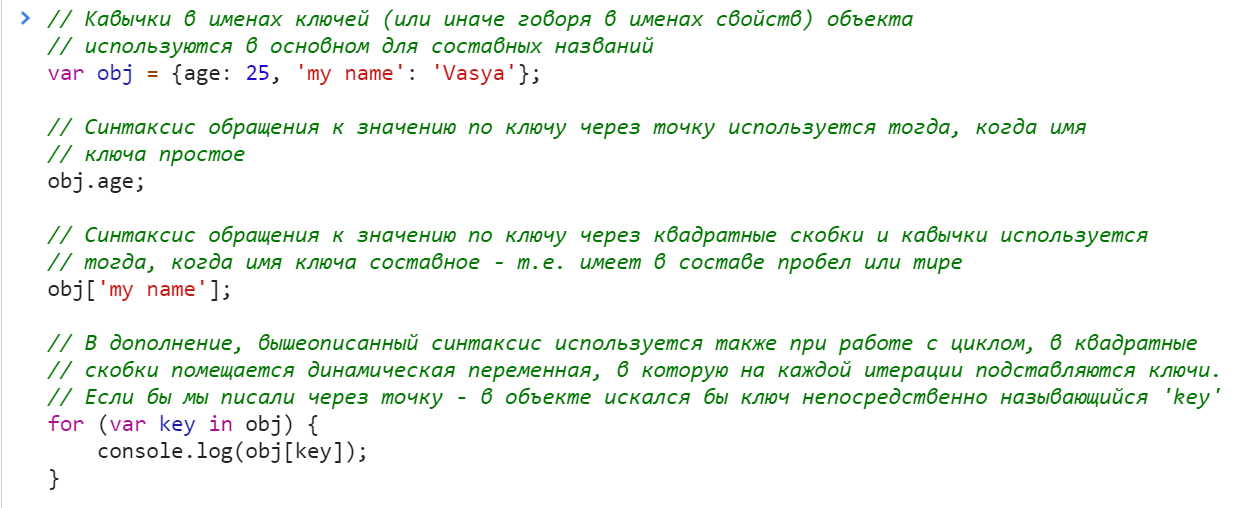 // Кавычки в именах ключей (или иначе говоря в именах свойств) объекта
// используются в основном для составных названий
var obj = {age: 25, 'my name': 'Vasya'};
// Синтаксис обращения к значению по ключу через точку используется тогда, когда имя
// ключа простое
obj.age;
// Синтаксис обращения к значению по ключу через квадратные скобки и кавычки используется
// тогда, когда имя ключа составное - т.е. имеет в составе пробел или тире
obj['my name'];
// В дополнение, вышеописанный синтаксис используется также при работе с циклом, в квадратные
// скобки помещается динамическая переменная, в которую на каждой итерации подставляются ключи.
// Если бы мы писали через точку - в объекте искался бы ключ непосредственно называющийся 'key'
for (var key in obj) {
    console.log(obj[key]);
}